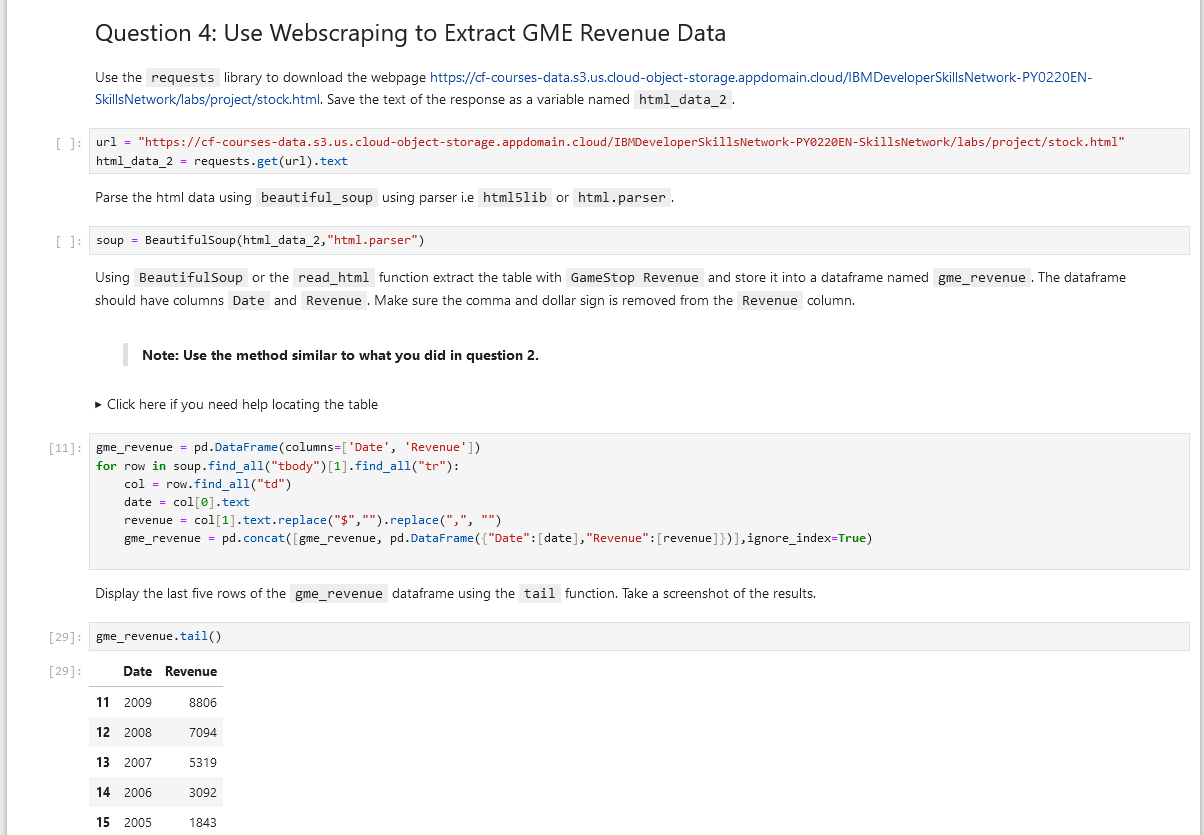 Question 4: Use Webscraping to Extract GME Revenue Data
Use the requests library to download the webpage https://cf-courses-data.s3.us.cloud-object-storage.appdomain.cloud/IBMDeveloperSkillsNetwork-PY0220EN-
SkillsNetwork/labs/project/stock.html. Save the text of the response as a variable named html_data_2.
[ ]: url = "https://cf-courses-data.s3.us.cloud-object-storage.appdomain.cloud/IBMDeveloperSkillsNetwork-PY0220EN-SkillsNetwork/labs/project/stock.html"
html_data_2 = requests.get(url).text
Parse the html data using beautiful_soup using parser i.e html5lib or html.parser.
[ ]: soup = BeautifulSoup(html_data_2,"html.parser")
Using BeautifulSoup or the read_html function extract the table with GameStop Revenue and store it into a dataframe named gme_revenue. The dataframe
should have columns Date and Revenue. Make sure the comma and dollar sign is removed from the Revenue column.
Note: Use the method similar to what you did in question 2.
▸ Click here if you need help locating the table
[11]: gme_revenue = pd.DataFrame(columns=['Date', 'Revenue'])
for row in soup.find_all("tbody")[1].find_all("tr"):
    col = row.find_all("td")
    date = col[0].text
    revenue = col[1].text.replace("$","").replace(",", "")
    gme_revenue = pd.concat([gme_revenue, pd.DataFrame({"Date":[date],"Revenue":[revenue]})],ignore_index=True)
Display the last five rows of the gme_revenue dataframe using the tail function. Take a screenshot of the results.
[29]: gme_revenue.tail()
[29]: Date Revenue
11 2009 8806
12 2008 7094
13 2007 5319
14 2006 3092
15 2005 1843